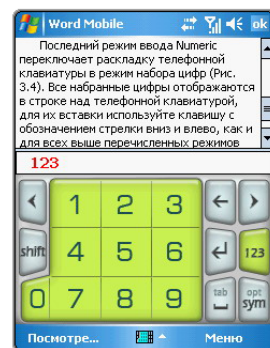 Word Mobile ok
Последний режим ввода Numeric
переключает раскладку телефонной
клавиатуры в режим набора цифр (Рис.
3.4). Все набранные цифры отображаются
в строке над телефонной клавиатурой,
для их вставки используйте клавишу с
обозначением стрелки вниз и влево, как и
для всех выше перечисленных режимов
123
1 2 3
shift 4 5 6 123
0 7 8 9 tab opt
sym
Посмотре... Меню